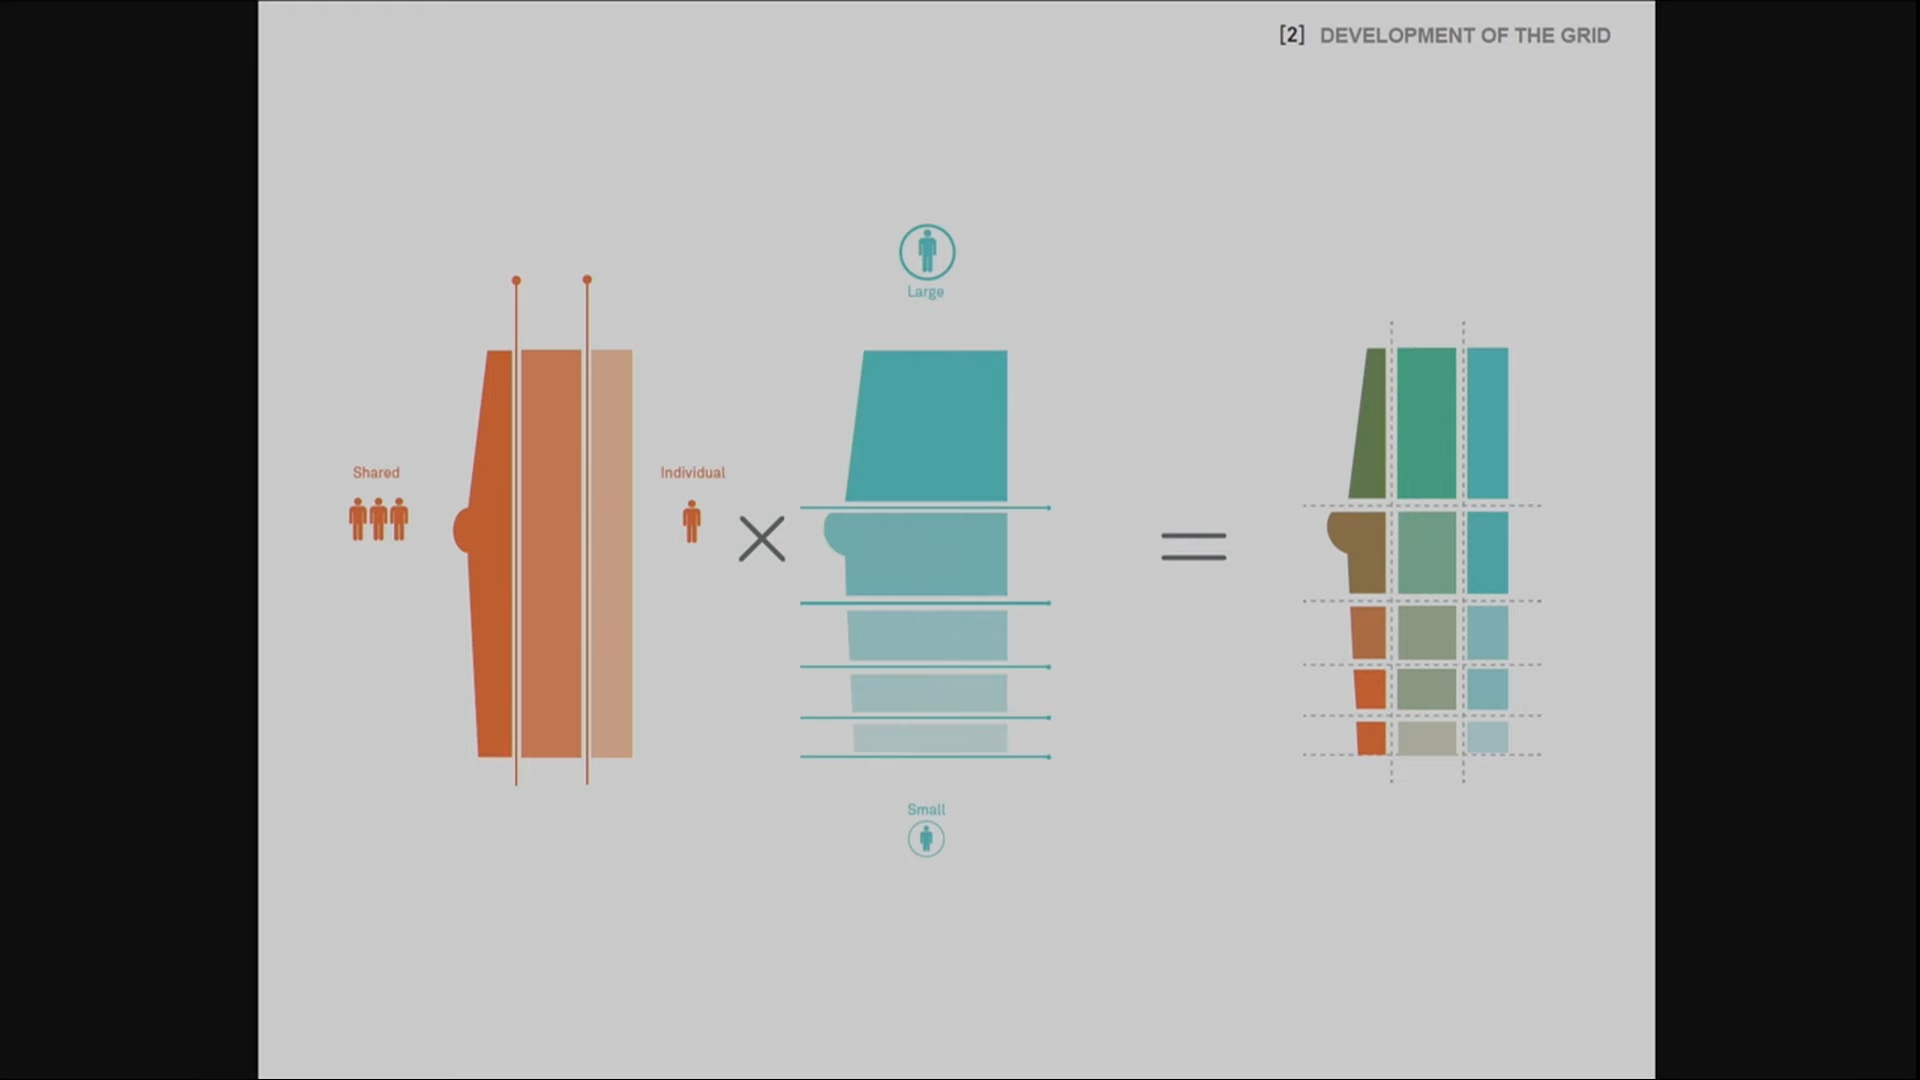 [2] DEVELOPMENT OF THE GRID
Large
Shared
Individual
Small